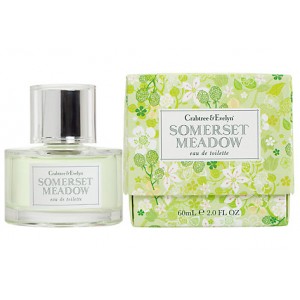 Crabtree & Evelyn
SOMERSET
MEADOW
eau de toilette
Crabtree & Evelyn®
SOMERSET
MEADOW
eau de toilette
60mL ℮ 2.0 FL OZ